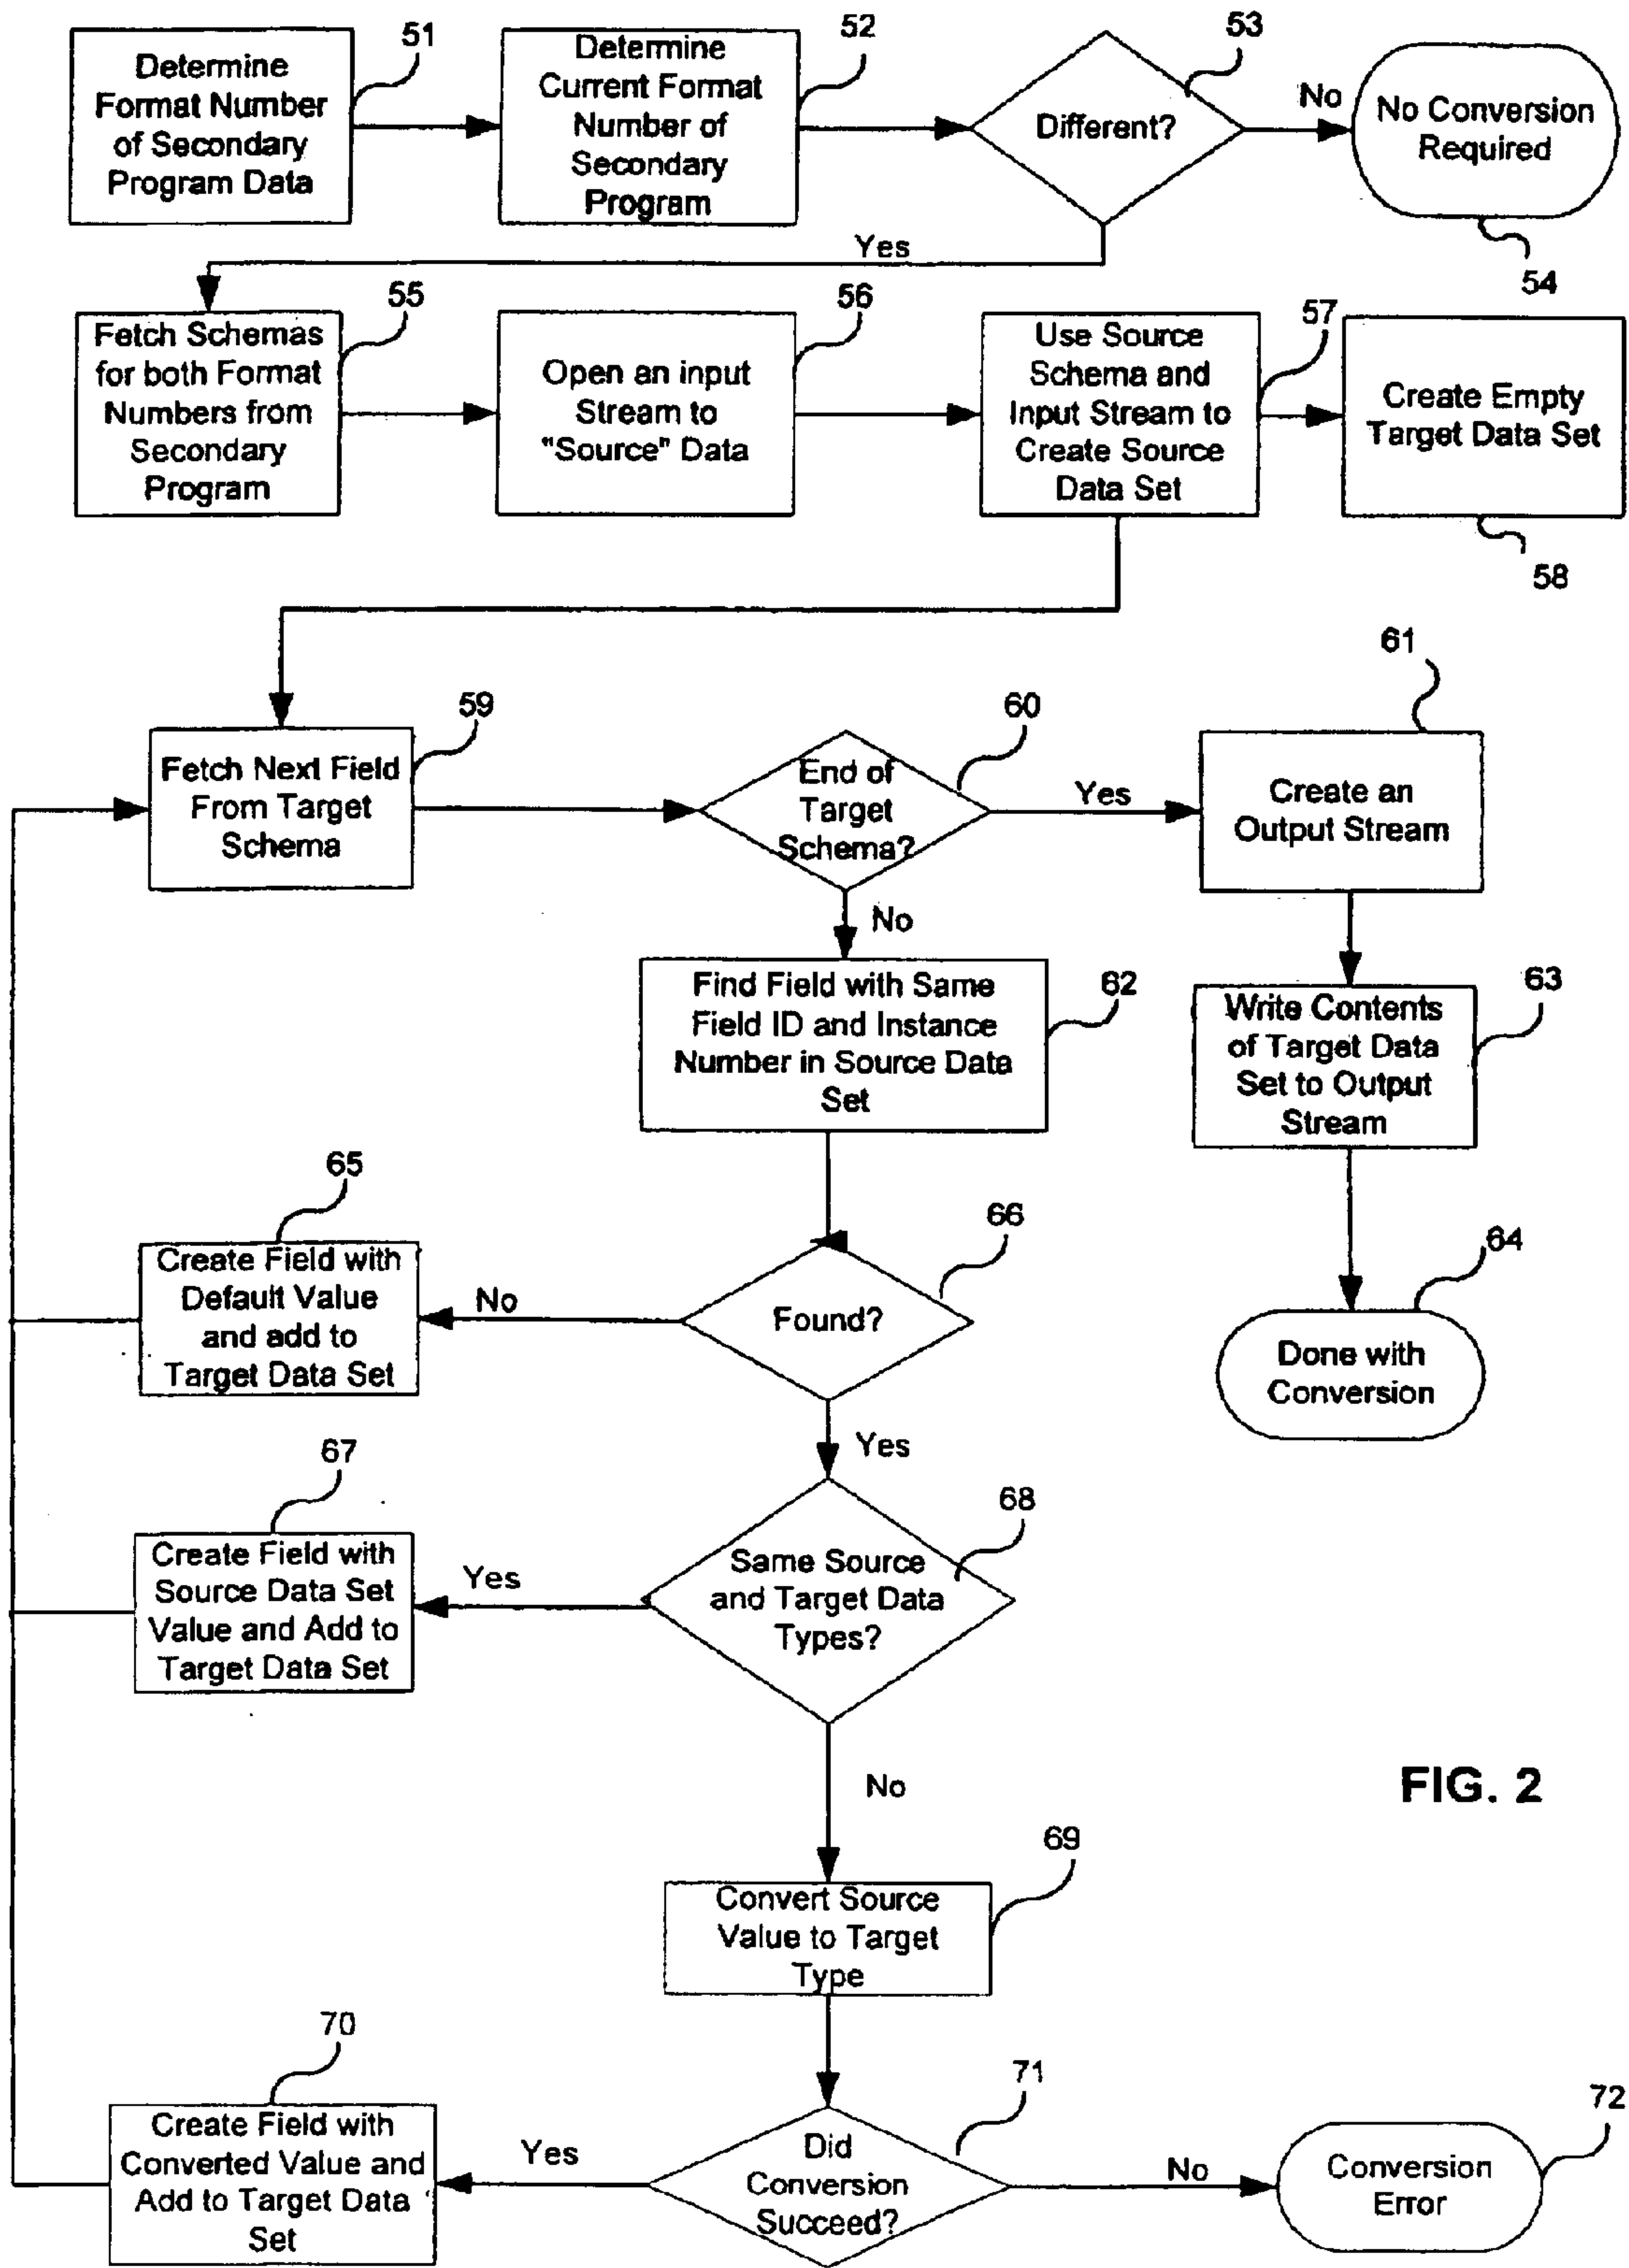 51
Determine
Format Number
of Secondary
Program Data
52
Determine
Current Format
Number of
Secondary
Program
53
Different?
No
No Conversion
Required
54
Yes
55
Fetch Schemas
for both Format
Numbers from
Secondary
Program
56
Open an input
Stream to
"Source" Data
57
Use Source
Schema and
Input Stream to
Create Source
Data Set
Create Empty
Target Data Set
58
59
Fetch Next Field
From Target
Schema
60
End of
Target
Schema?
Yes
61
Create an
Output Stream
No
62
Find Field with Same
Field ID and Instance
Number in Source Data
Set
63
Write Contents
of Target Data
Set to Output
Stream
64
Done with
Conversion
65
Create Field with
Default Value
and add to
Target Data Set
No
66
Found?
Yes
67
Create Field with
Source Data Set
Value and Add to
Target Data Set
Yes
68
Same Source
and Target Data
Types?
No
FIG. 2
69
Convert Source
Value to Target
Type
70
Create Field with
Converted Value and
Add to Target Data
Set
Yes
71
Did
Conversion
Succeed?
No
72
Conversion
Error